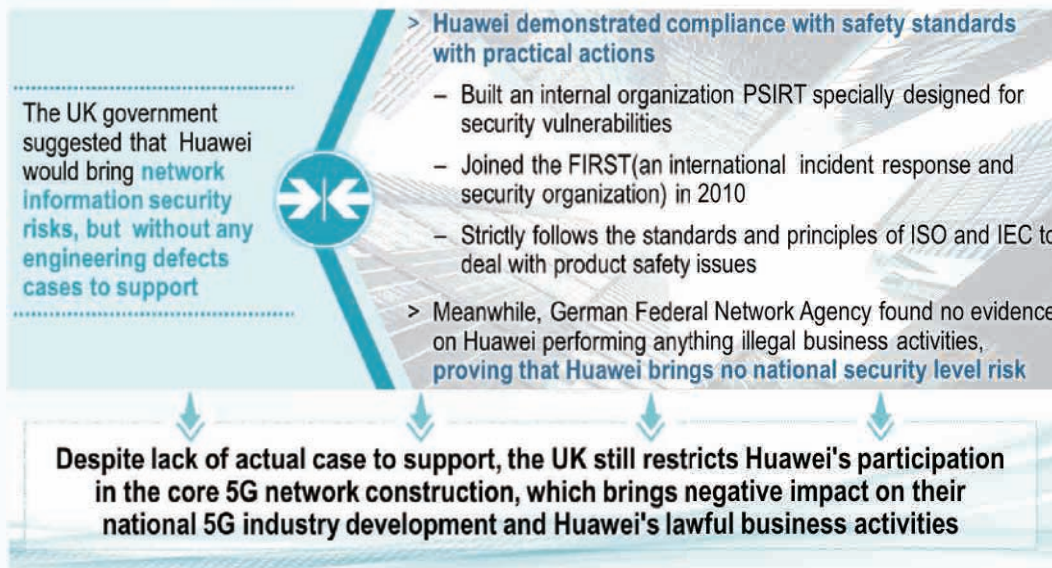 The UK government
suggested that Huawei
would bring network
information security
risks, but without any
engineering defects
cases to support
> Huawei demonstrated compliance with safety standards
with practical actions
– Built an internal organization PSIRT specially designed for
security vulnerabilities
– Joined the FIRST(an international incident response and
security organization) in 2010
– Strictly follows the standards and principles of ISO and IEC to
deal with product safety issues
> Meanwhile, German Federal Network Agency found no evidence
on Huawei performing anything illegal business activities,
proving that Huawei brings no national security level risk
Despite lack of actual case to support, the UK still restricts Huawei's participation
in the core 5G network construction, which brings negative impact on their
national 5G industry development and Huawei's lawful business activities